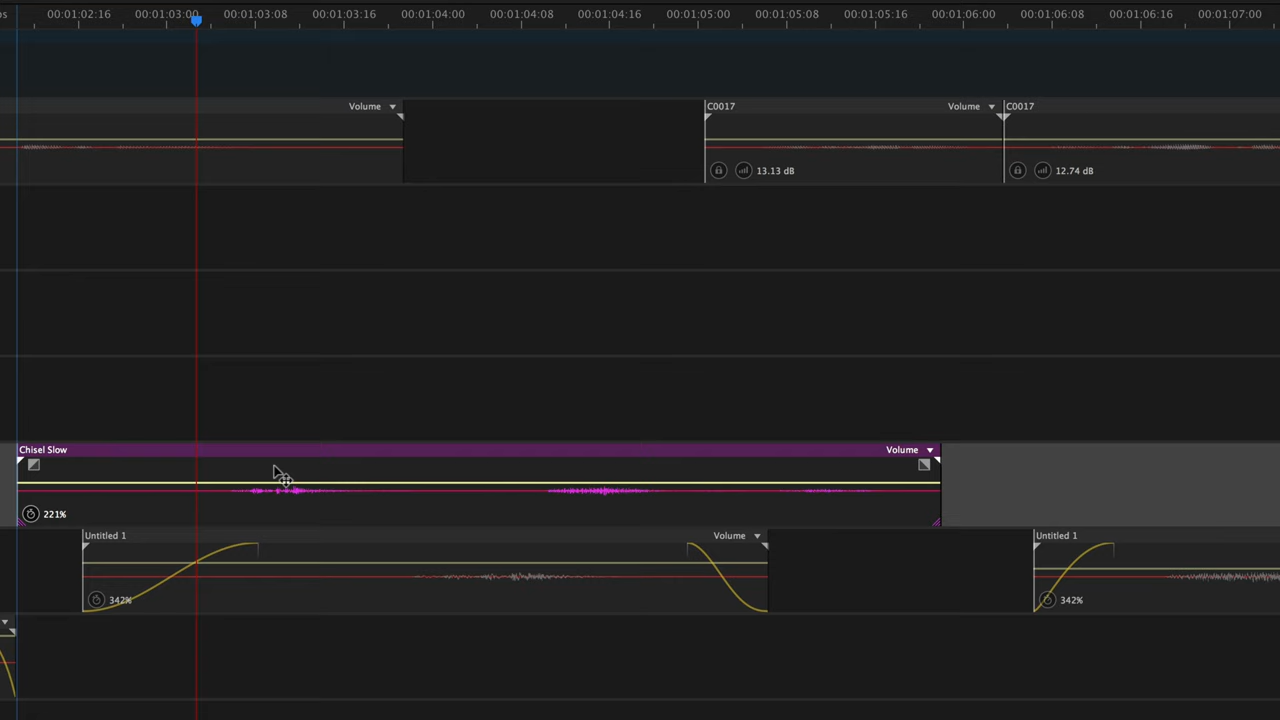 os 00:01:02:16 00:01:03:00 00:01:03:08 00:01:03:16 00:01:04:00 00:01:04:08 00:01:04:16 00:01:05:00 00:01:05:08 00:01:05:16 00:01:06:00 00:01:06:08 00:01:06:16 00:01:07:00
Volume C0017 Volume C0017
13.13 dB 12.74 dB
Chisel Slow Volume
221%
Untitled 1 Volume Untitled 1
342% 342%